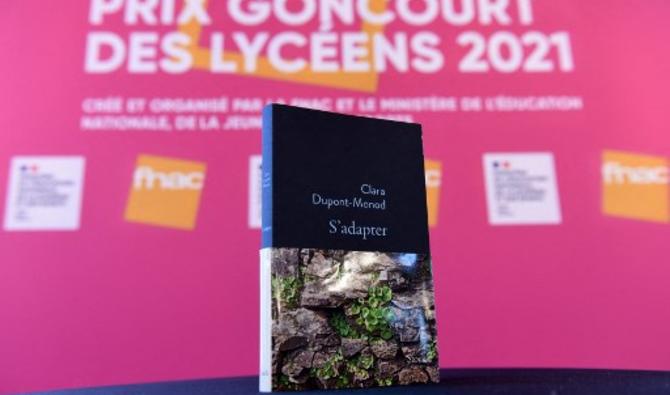 PRIX GONCOURT
DES LYCÉENS 2021
CRÉÉ ET ORGANISÉ PAR LA FNAC ET LE MINISTÈRE DE L'ÉDUCATION
NATIONALE, DE LA
fnac
fnac
Clara
Dupont-Monod
S'adapter